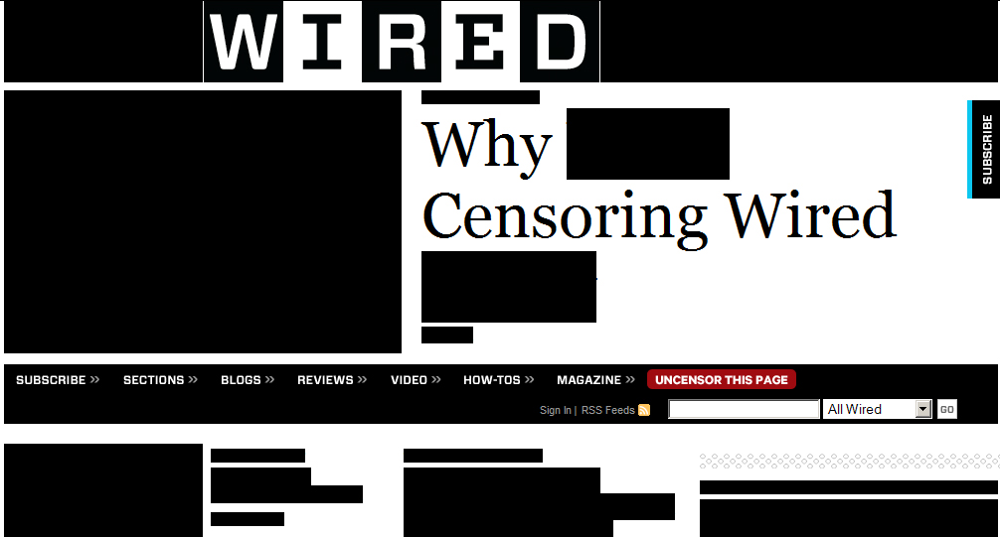 WIRED
SUBSCRIBE
Why
Censoring Wired
SUBSCRIBE >> SECTIONS >> BLOGS >> REVIEWS >> VIDEO >> HOW-TOS >> MAGAZINE >> UNCENSOR THIS PAGE
Sign In | RSS Feeds All Wired GO